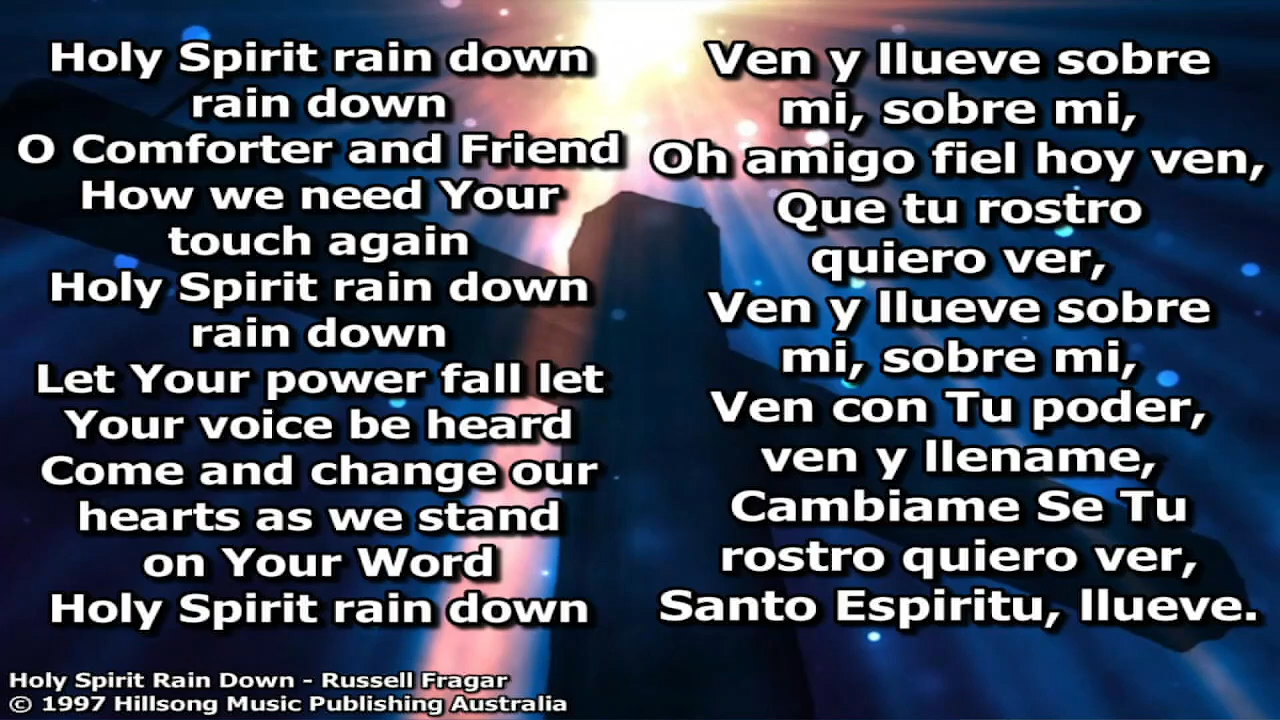 Holy Spirit rain down
rain down
O Comforter and Friend
How we need Your
touch again
Holy Spirit rain down
rain down
Let Your power fall let
Your voice be heard
Come and change our
hearts as we stand
on Your Word
Holy Spirit rain down
Ven y llueve sobre
mi, sobre mi,
Oh amigo fiel hoy ven,
Que tu rostro
quiero ver,
Ven y llueve sobre
mi, sobre mi,
Ven con Tu poder,
ven y llename,
Cambiame Se Tu
rostro quiero ver,
Santo Espiritu, llueve.
Holy Spirit Rain Down - Russell Fragar
© 1997 Hillsong Music Publishing Australia